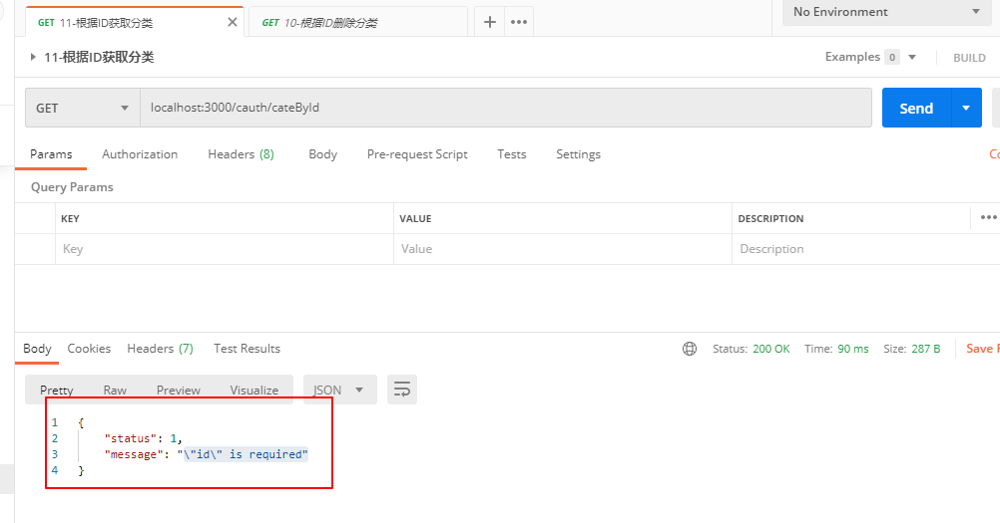 GET 11-根据ID获取分类
GET 10-根据ID删除分类
No Environment
11-根据ID获取分类
Examples 0
BUILD
GET
localhost:3000/cauth/cateById
Send
Params
Authorization
Headers (8)
Body
Pre-request Script
Tests
Settings
Query Params
KEY
VALUE
DESCRIPTION
Key
Value
Description
Body
Cookies
Headers (7)
Test Results
Status: 200 OK
Time: 90 ms
Size: 287 B
Save
Pretty
Raw
Preview
Visualize
JSON
1 {
2 "status": 1,
3 "message": "\"id\" is required"
4 }